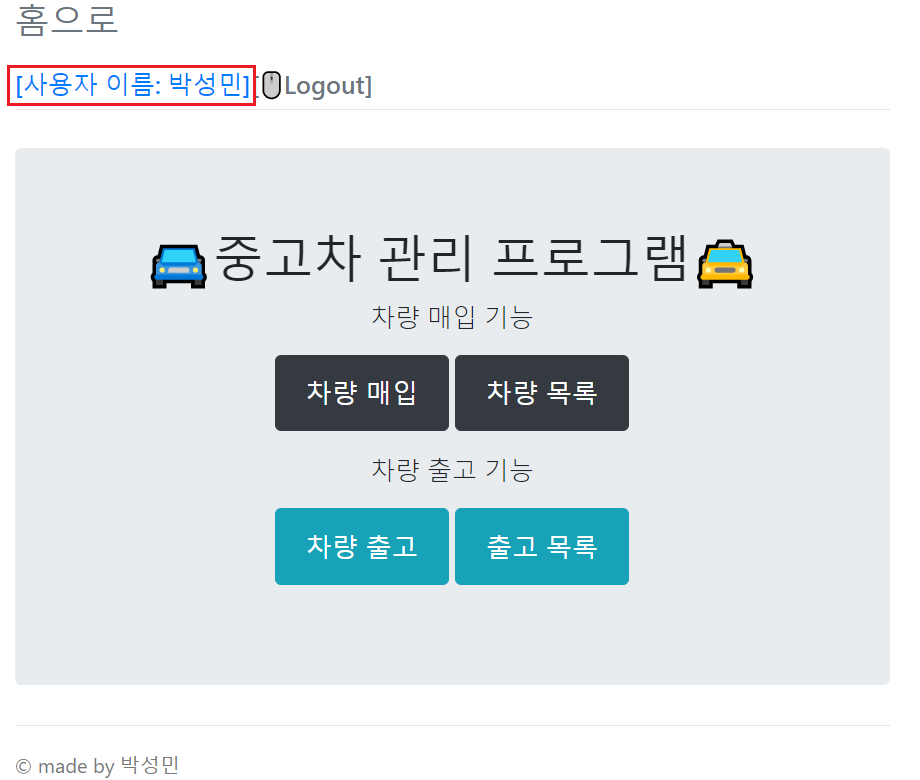 홈으로
[사용자 이름: 박성민][🖱Logout]
🚘중고차 관리 프로그램🚖
차량 매입 기능
차량 매입 차량 목록
차량 출고 기능
차량 출고 출고 목록
© made by 박성민